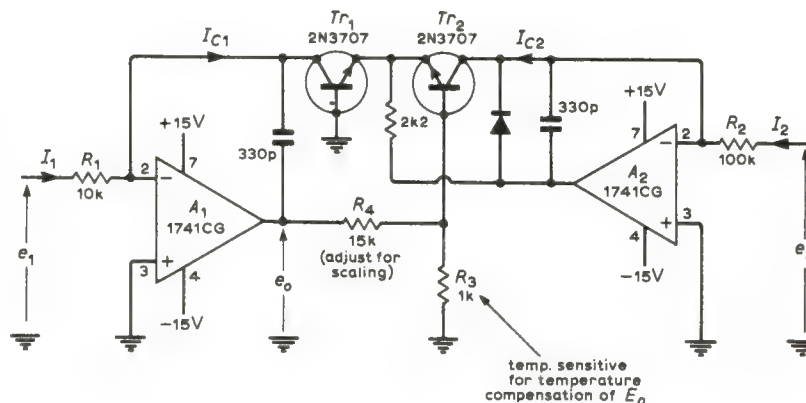 Tr1
2N3707
Tr2
2N3707
IC1
IC2
+15V
330p
2k2
330p
+15V
I1
R1
10k
2
−
7
A1
1741CG
+
3
4
−15V
e1
R4
15k
(adjust for
scaling)
eo
R3
1k
7
2
−
A2
1741CG
+
3
4
−15V
R2
100k
I2
temp. sensitive
for temperature
compensation of Eo